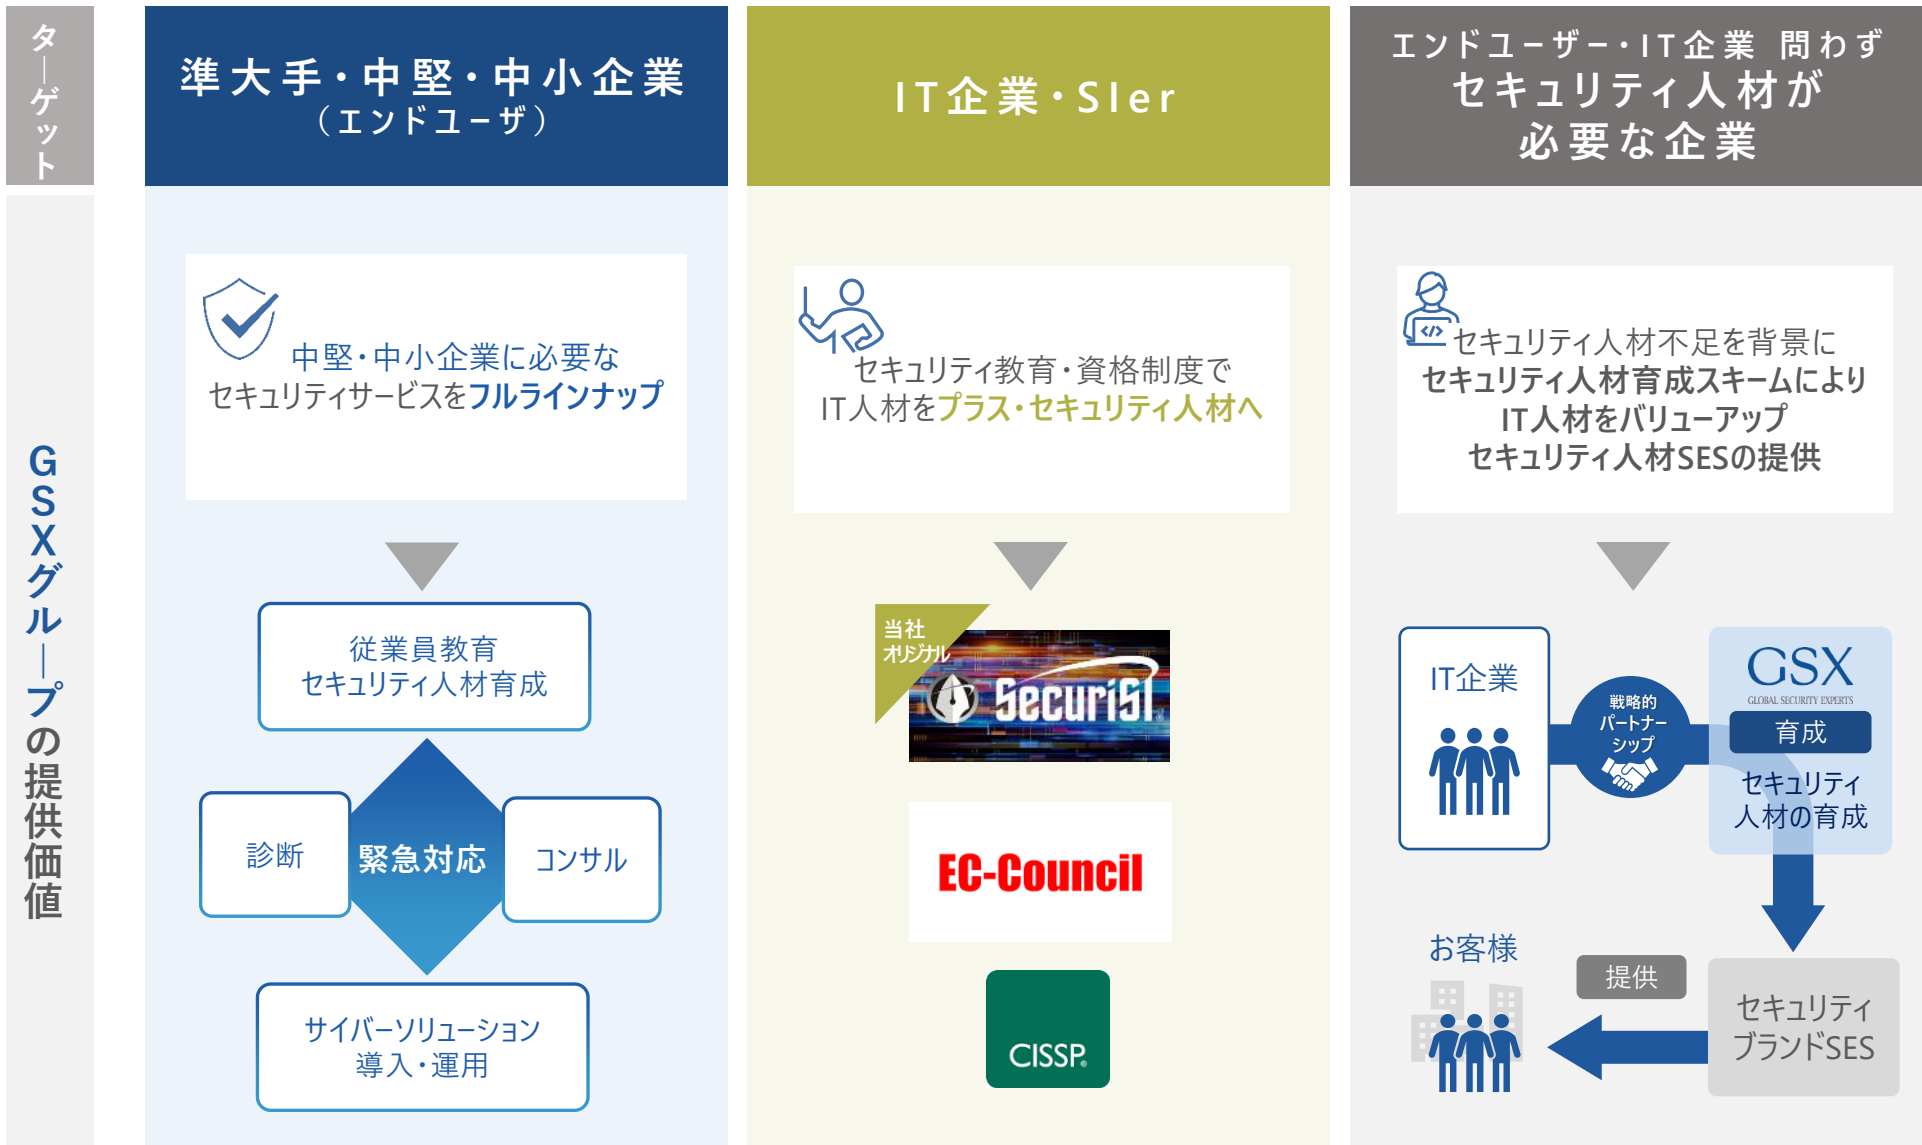 ターゲット
準大手・中堅・中小企業
（エンドユーザ）
IT企業・SIer
エンドユーザー・IT企業 問わず
セキュリティ人材が
必要な企業
GSXグループの提供価値
中堅・中小企業に必要な
セキュリティサービスをフルラインナップ
従業員教育
セキュリティ人材育成
診断
緊急対応
コンサル
サイバーソリューション
導入・運用
セキュリティ教育・資格制度で
IT人材をプラス・セキュリティ人材へ
当社
オリジナル
SecuriST®
EC-Council
CISSP®
セキュリティ人材不足を背景に
セキュリティ人材育成スキームにより
IT人材をバリューアップ
セキュリティ人材SESの提供
</>
IT企業
戦略的
パートナー
シップ
GSX
GLOBAL SECURITY EXPERTS
育成
セキュリティ
人材の育成
お客様
提供
セキュリティ
ブランドSES